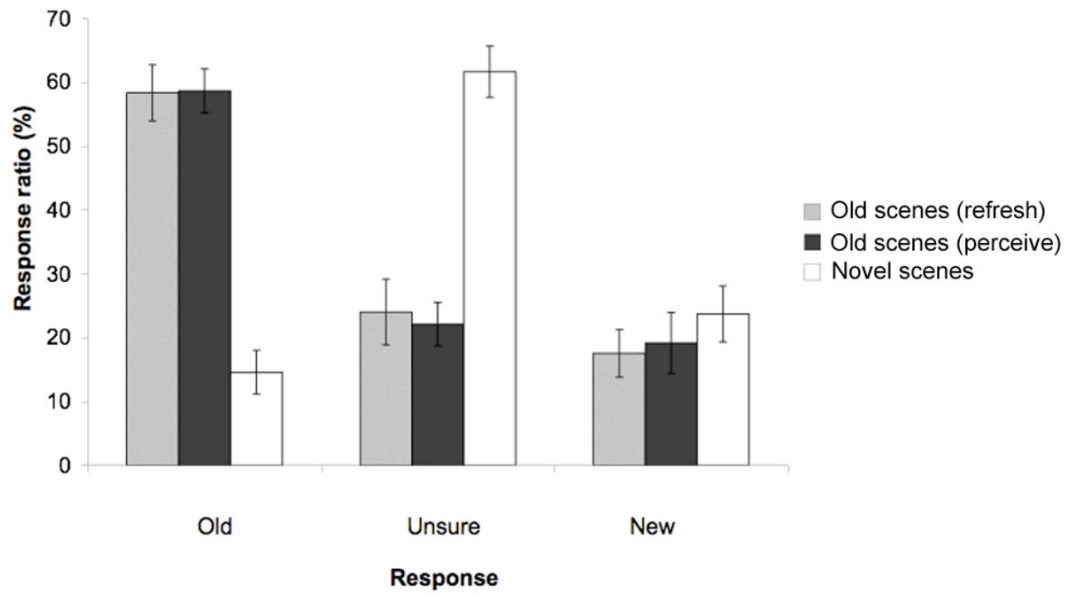 70
60
50
40
30
20
10
0
Response ratio (%)
Old scenes (refresh)
Old scenes (perceive)
Novel scenes
Old
Unsure
New
Response